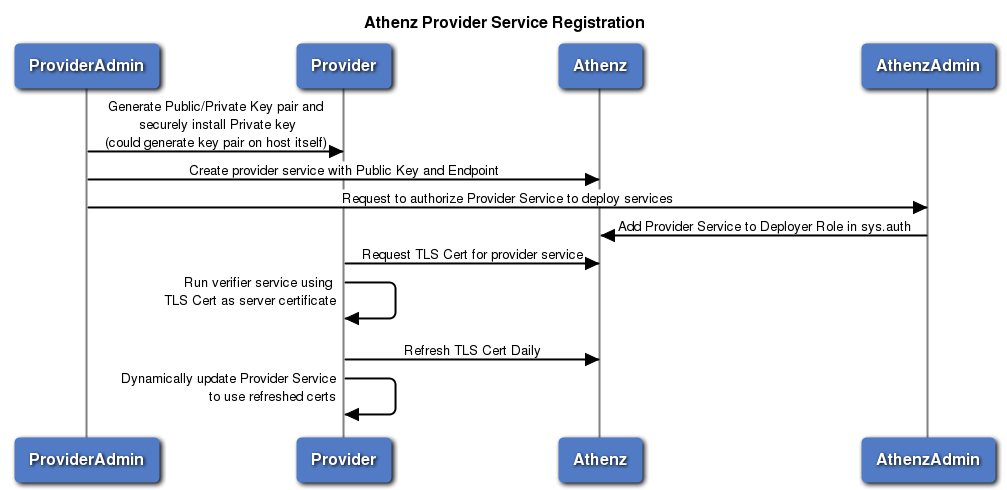 Athenz Provider Service Registration
ProviderAdmin
Provider
Athenz
AthenzAdmin
Generate Public/Private Key pair and
securely install Private key
(could generate key pair on host itself)
Create provider service with Public Key and Endpoint
Request to authorize Provider Service to deploy services
Add Provider Service to Deployer Role in sys.auth
Request TLS Cert for provider service
Run verifier service using
TLS Cert as server certificate
Refresh TLS Cert Daily
Dynamically update Provider Service
to use refreshed certs
ProviderAdmin
Provider
Athenz
AthenzAdmin